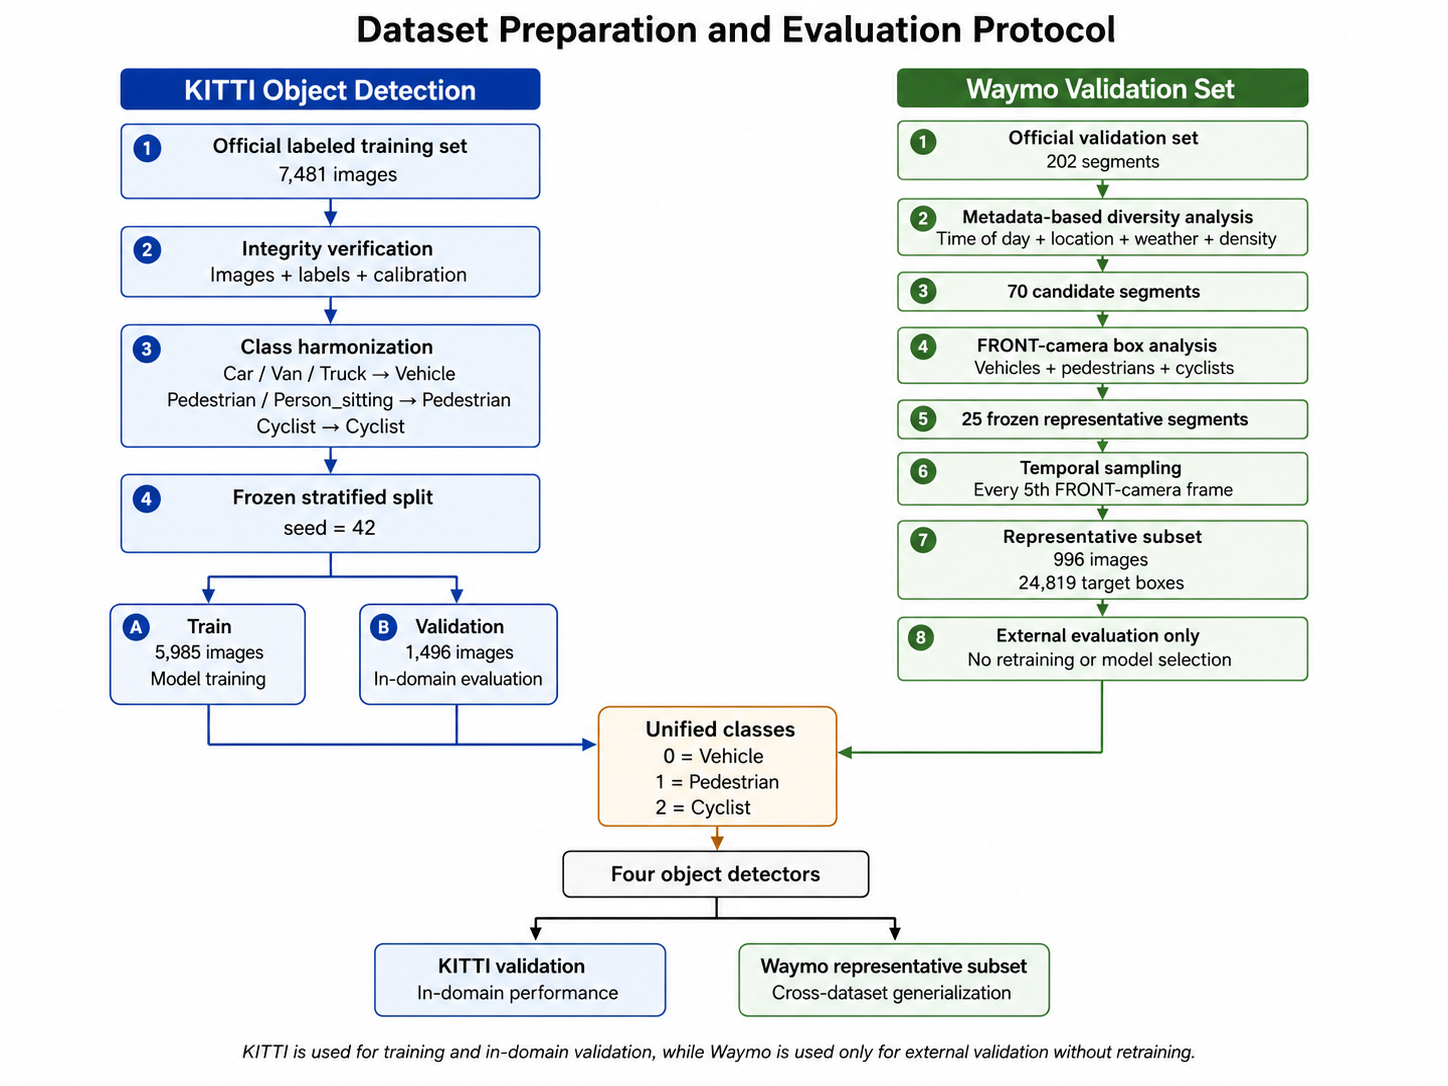 Dataset Preparation and Evaluation Protocol
KITTI Object Detection
1
Official labeled training set
7,481 images
2
Integrity verification
Images + labels + calibration
3
Class harmonization
Car / Van / Truck → Vehicle
Pedestrian / Person_sitting → Pedestrian
Cyclist → Cyclist
4
Frozen stratified split
seed = 42
A
Train
5,985 images
Model training
B
Validation
1,496 images
In-domain evaluation
Waymo Validation Set
1
Official validation set
202 segments
2
Metadata-based diversity analysis
Time of day + location + weather + density
3
70 candidate segments
4
FRONT-camera box analysis
Vehicles + pedestrians + cyclists
5
25 frozen representative segments
6
Temporal sampling
Every 5th FRONT-camera frame
7
Representative subset
996 images
24,819 target boxes
8
External evaluation only
No retraining or model selection
Unified classes
0 = Vehicle
1 = Pedestrian
2 = Cyclist
Four object detectors
KITTI validation
In-domain performance
Waymo representative subset
Cross-dataset generialization
KITTI is used for training and in-domain validation, while Waymo is used only for external validation without retraining.